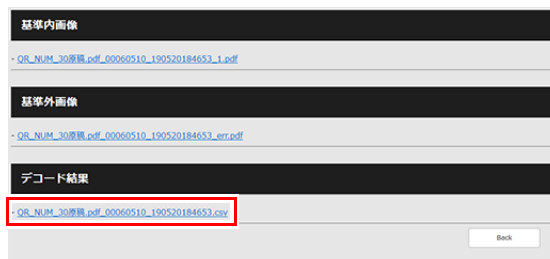 基準内画像
- QR_NUM_30原稿.pdf_00060510_190520184653_1.pdf
基準外画像
- QR_NUM_30原稿.pdf_00060510_190520184653_err.pdf
デコード結果
- QR_NUM_30原稿.pdf_00060510_190520184653.csv
Back